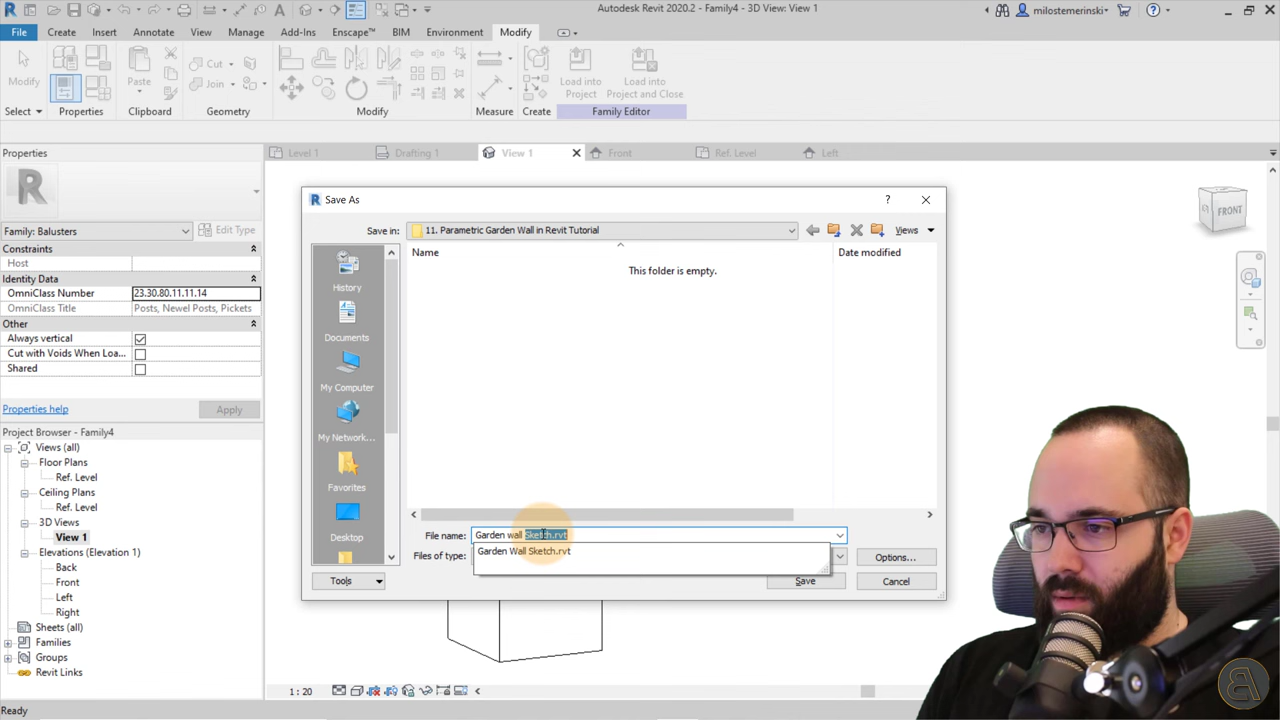 Autodesk Revit 2020.2 - Family4 - 3D View: View 1
milostemerinski
File
Create
Insert
Annotate
View
Manage
Add-Ins
Enscape™
BIM
Environment
Modify
Modify
Paste
Cut
Join
Load into
Project
Load into
Project and Close
Select
Properties
Clipboard
Geometry
Modify
Measure
Create
Family Editor
Properties
Level 1
Drafting 1
View 1
Front
Ref. Level
Left
R
Family: Balusters
Edit Type
Constraints
Host
Identity Data
OmniClass Number
23.30.80.11.11.14
OmniClass Title
Posts, Newel Posts, Pickets
Other
Always vertical
Cut with Voids When Loa...
Shared
Properties help
Apply
Project Browser - Family4
Views (all)
Floor Plans
Ref. Level
Ceiling Plans
Ref. Level
3D Views
View 1
Elevations (Elevation 1)
Back
Front
Left
Right
Sheets (all)
Families
Groups
Revit Links
Save As
Save in:
11. Parametric Garden Wall in Revit Tutorial
Views
Name
Date modified
This folder is empty.
History
Documents
My Computer
My Network...
Favorites
Desktop
File name:
Garden wall Sketch.rvt
Garden Wall Sketch.rvt
Files of type:
Options...
Tools
Save
Cancel
FRONT
1 : 20
Ready